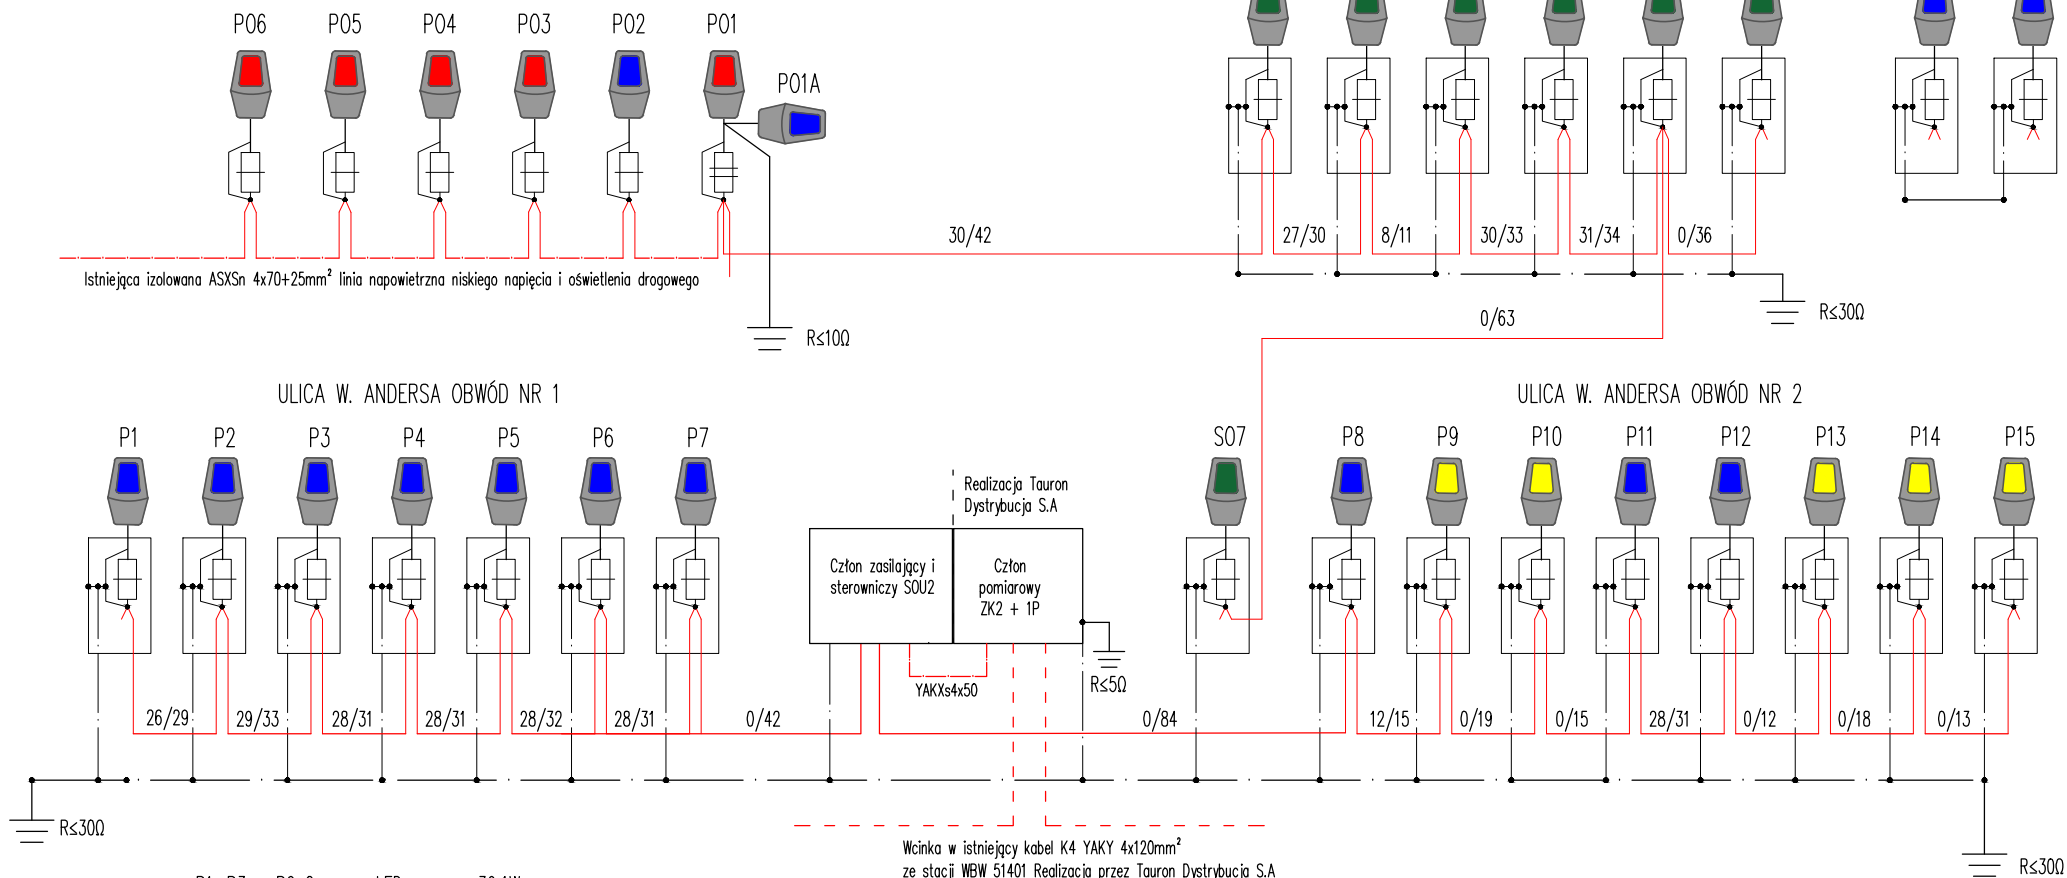 P06 P05 P04 P03 P02 P01
P01A
30/42 27/30 8/11 30/33 31/34 0/36
Istniejąca izolowana ASXSn 4x70+25mm² linia napowietrzna niskiego napięcia i oświetlenia drogowego
R≤10Ω
R≤30Ω
0/63
ULICA W. ANDERSA OBWÓD NR 1
ULICA W. ANDERSA OBWÓD NR 2
P1 P2 P3 P4 P5 P6 P7
S07 P8 P9 P10 P11 P12 P13 P14 P15
Realizacja Tauron
Dystrybucja S.A
Człon zasilający i
sterowniczy SOU2
Człon
pomiarowy
ZK2 + 1P
YAKXs4x50
R≤5Ω
26/29 29/33 28/31 28/31 28/32 28/31 0/42
0/84 12/15 0/19 0/15 28/31 0/12 0/18 0/13
R≤30Ω
Wcinka w istniejący kabel K4 YAKY 4x120mm²
ze stacji WBW 51401 Realizacja przez Tauron Dystrybucja S.A
R≤30Ω